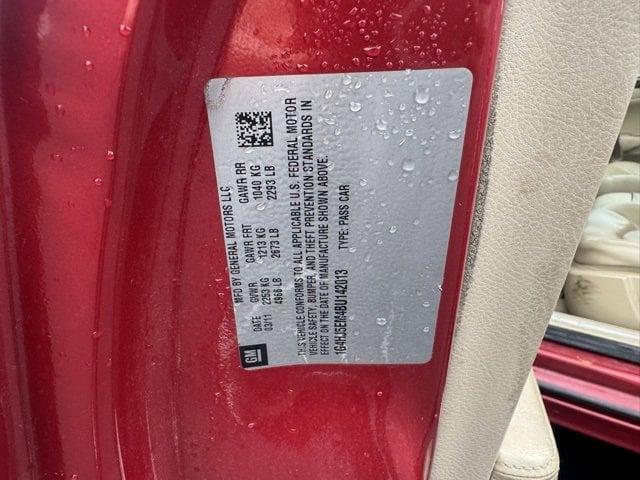 MFD BY GENERAL MOTORS LLC
DATE GVWR GAWR FRT GAWR RR
03/11 2253 KG 1213 KG 1040 KG
4966 LB 2673 LB 2293 LB
GM
THIS VEHICLE CONFORMS TO ALL APPLICABLE U.S. FEDERAL MOTOR
VEHICLE SAFETY, BUMPER, AND THEFT PREVENTION STANDARDS IN
EFFECT ON THE DATE OF MANUFACTURE SHOWN ABOVE.
1G4HJ5EM4BU142013 TYPE: PASS CAR